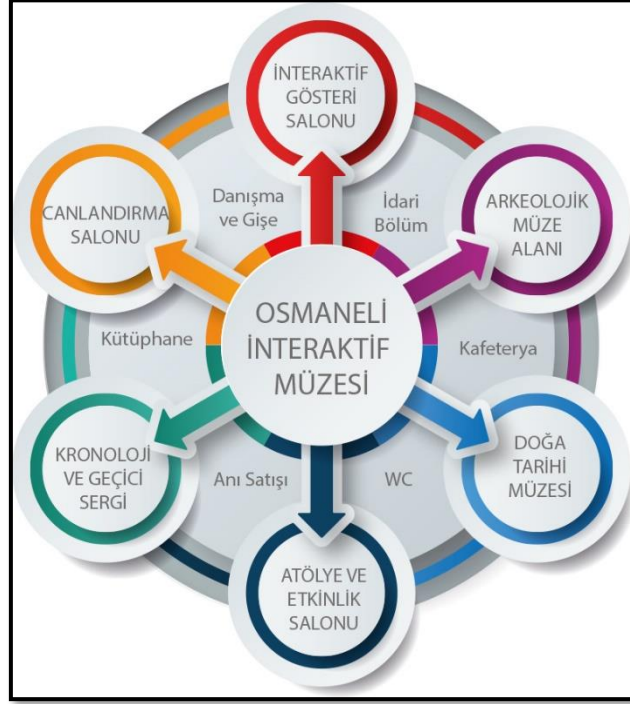 İNTERAKTİF
GÖSTERİ
SALONU
Danışma
ve Gişe
İdari
Bölüm
CANLANDIRMA
SALONU
ARKEOLOJİK
MÜZE
ALANI
OSMANELİ
İNTERAKTİF
MÜZESİ
Kütüphane
Kafeterya
KRONOLOJİ
VE GEÇİCİ
SERGİ
Anı Satışı
WC
DOĞA
TARİHİ
MÜZESİ
ATÖLYE VE
ETKİNLİK
SALONU